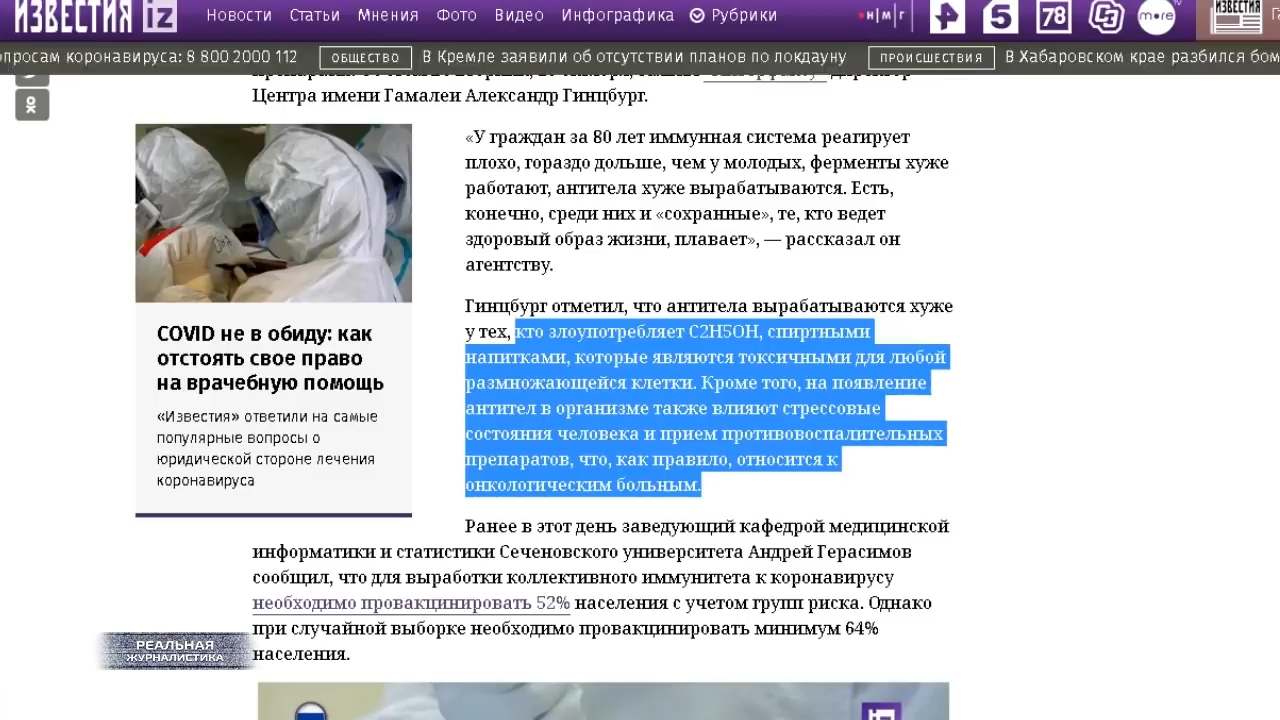 ИЗВЕСТИЯ iz
Новости Статьи Мнения Фото Видео Инфографика Рубрики
н м г
5 78 more tv
ИЗВЕСТИЯ
просам коронавируса: 8 800 2000 112 ОБЩЕСТВО В Кремле заявили об отсутствии планов по локдауну ПРОИСШЕСТВИЯ В Хабаровском крае разбился бом
Центра имени Гамалеи Александр Гинцбург.
«У граждан за 80 лет иммунная система реагирует
плохо, гораздо дольше, чем у молодых, ферменты хуже
работают, антитела хуже вырабатываются. Есть,
конечно, среди них и «сохранные», те, кто ведет
здоровый образ жизни, плавает», — рассказал он
агентству.
COVID не в обиду: как
отстоять свое право
на врачебную помощь
«Известия» ответили на самые
популярные вопросы о
юридической стороне лечения
коронавируса
Гинцбург отметил, что антитела вырабатываются хуже
у тех, кто злоупотребляет C2H5OH, спиртными
напитками, которые являются токсичными для любой
размножающейся клетки. Кроме того, на появление
антител в организме также влияют стрессовые
состояния человека и прием противовоспалительных
препаратов, что, как правило, относится к
онкологическим больным.
Ранее в этот день заведующий кафедрой медицинской
информатики и статистики Сеченовского университета Андрей Герасимов
сообщил, что для выработки коллективного иммунитета к коронавирусу
необходимо провакцинировать 52% населения с учетом групп риска. Однако
при случайной выборке необходимо провакцинировать минимум 64%
населения.
РЕАЛЬНАЯ
ЖУРНАЛИСТИКА
iz